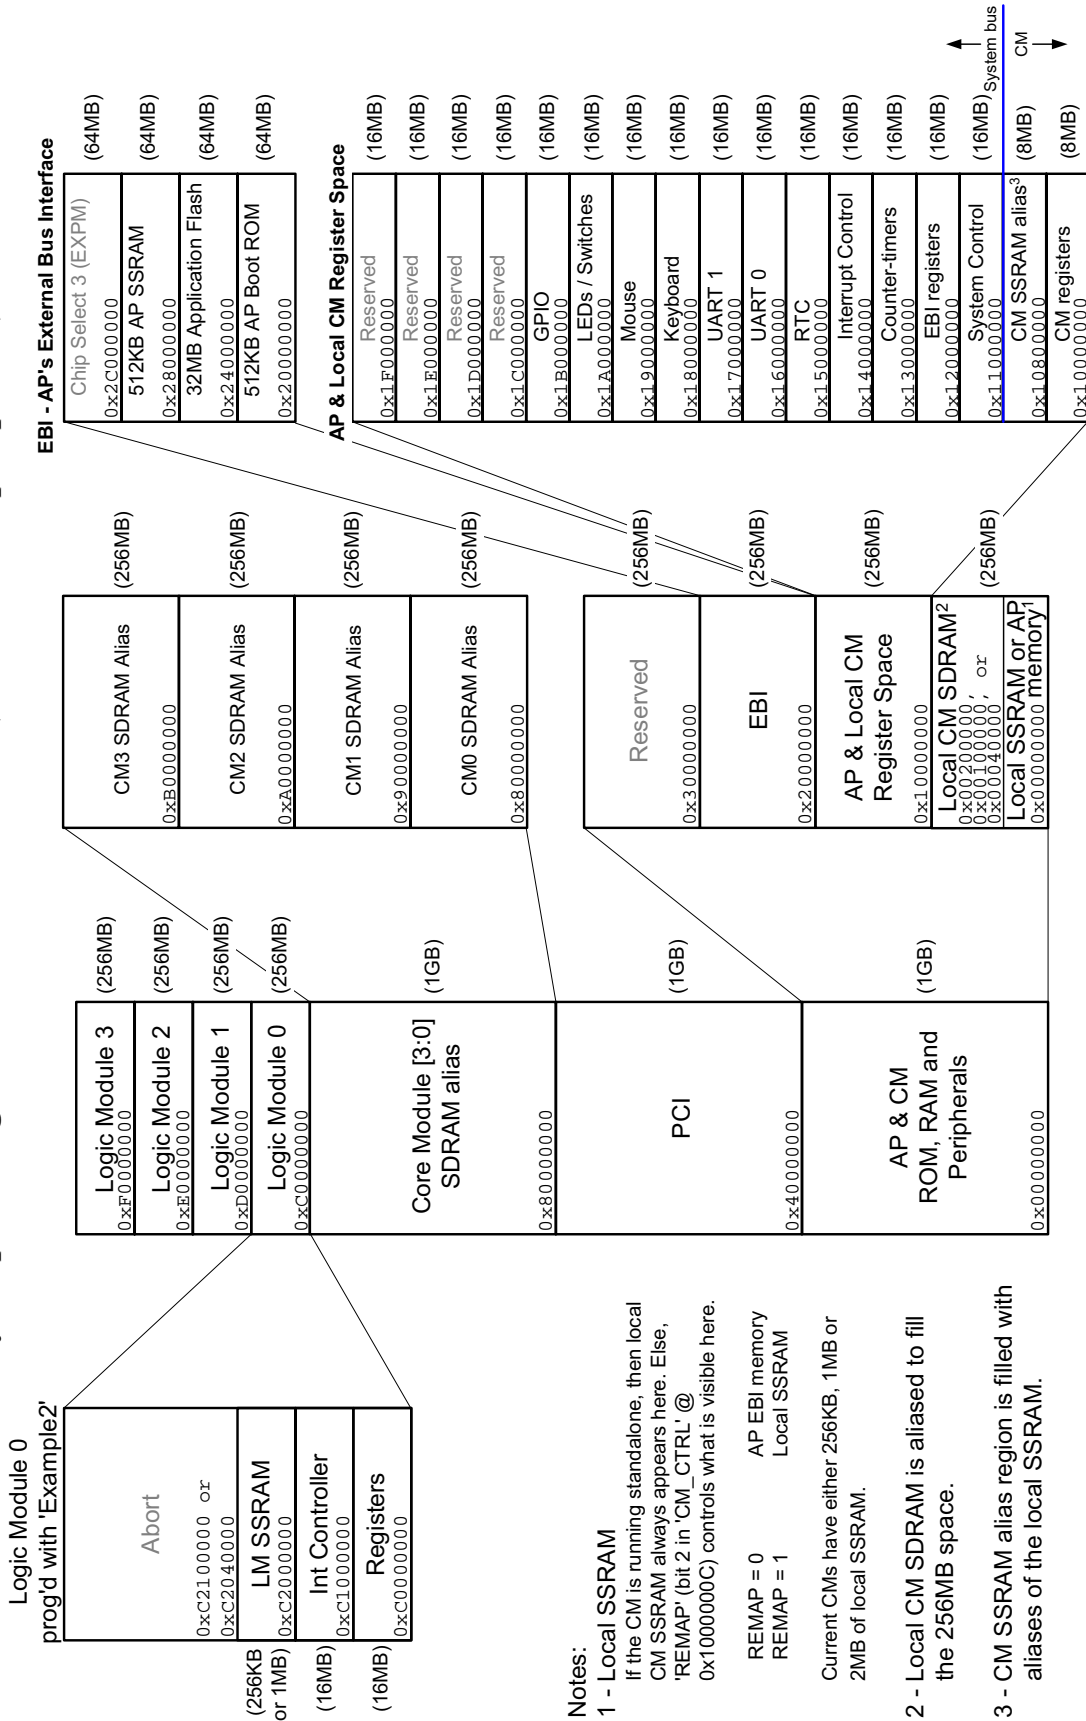 Logic Module 0
prog'd with 'Example2'
Abort
0xC2100000 or
0xC2040000
LM SSRAM
0xC2000000
(256KB
or 1MB)
Int Controller
0xC1000000
(16MB)
Registers
0xC0000000
(16MB)
Logic Module 3
0xF0000000
(256MB)
Logic Module 2
0xE0000000
(256MB)
Logic Module 1
0xD0000000
(256MB)
Logic Module 0
0xC0000000
(256MB)
Core Module [3:0]
SDRAM alias
0x80000000
(1GB)
PCI
0x40000000
(1GB)
AP & CM
ROM, RAM and
Peripherals
0x00000000
(1GB)
CM3 SDRAM Alias
0xB0000000
(256MB)
CM2 SDRAM Alias
0xA0000000
(256MB)
CM1 SDRAM Alias
0x90000000
(256MB)
CM0 SDRAM Alias
0x80000000
(256MB)
Reserved
0x30000000
(256MB)
EBI
0x20000000
(256MB)
AP & Local CM
Register Space
0x10000000
(256MB)
Local CM SDRAM²
0x00200000,
0x00100000, or
0x00040000
(256MB)
Local SSRAM or AP
memory¹
0x00000000
EBI - AP's External Bus Interface
Chip Select 3 (EXPM)
0x2C000000
(64MB)
512KB AP SSRAM
0x28000000
(64MB)
32MB Application Flash
0x24000000
(64MB)
512KB AP Boot ROM
0x20000000
(64MB)
AP & Local CM Register Space
Reserved
0x1F000000
(16MB)
Reserved
0x1E000000
(16MB)
Reserved
0x1D000000
(16MB)
Reserved
0x1C000000
(16MB)
GPIO
0x1B000000
(16MB)
LEDs / Switches
0x1A000000
(16MB)
Mouse
0x19000000
(16MB)
Keyboard
0x18000000
(16MB)
UART 1
0x17000000
(16MB)
UART 0
0x16000000
(16MB)
RTC
0x15000000
(16MB)
Interrupt Control
0x14000000
(16MB)
Counter-timers
0x13000000
(16MB)
EBI registers
0x12000000
(16MB)
System Control
0x11000000
(16MB)
System bus
CM
CM SSRAM alias³
0x10800000
(8MB)
CM registers
0x10000000
(8MB)
Notes:
1 - Local SSRAM
If the CM is running standalone, then local
CM SSRAM always appears here. Else,
'REMAP' (bit 2 in 'CM_CTRL' @
0x1000000C) controls what is visible here.
REMAP = 0 AP EBI memory
REMAP = 1 Local SSRAM
Current CMs have either 256KB, 1MB or
2MB of local SSRAM.
2 - Local CM SDRAM is aliased to fill
the 256MB space.
3 - CM SSRAM alias region is filled with
aliases of the local SSRAM.